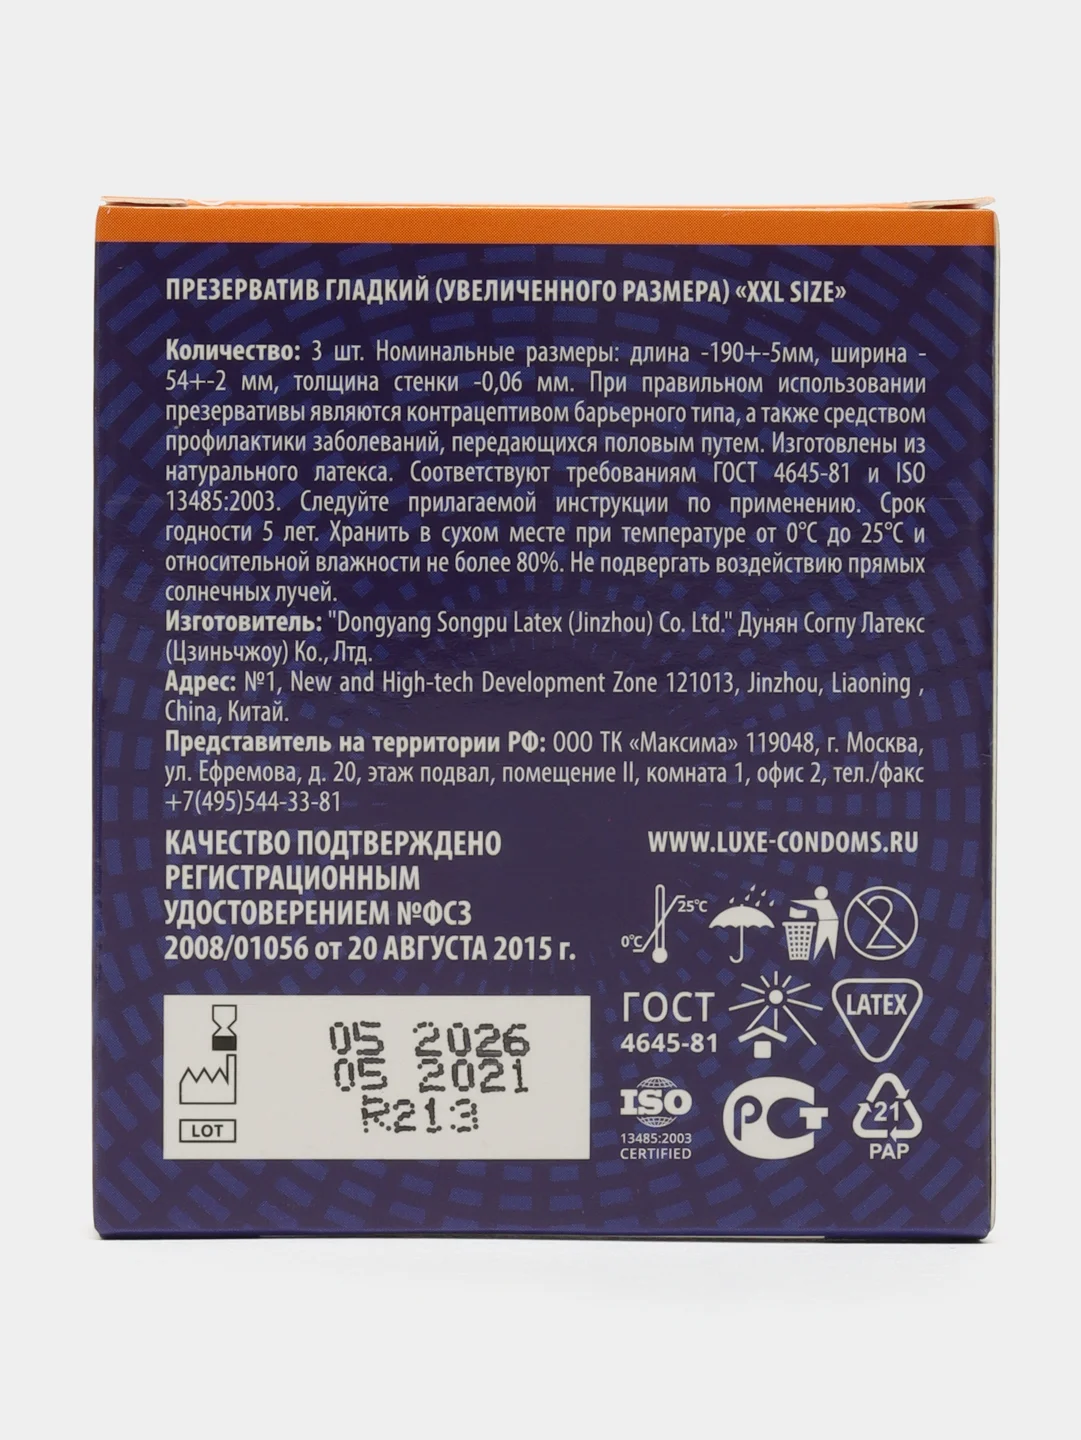 ПРЕЗЕРВАТИВ ГЛАДКИЙ (УВЕЛИЧЕННОГО РАЗМЕРА) «XXL SIZE»
Количество: 3 шт. Номинальные размеры: длина -190+-5мм, ширина -
54+-2 мм, толщина стенки -0,06 мм. При правильном использовании
презервативы являются контрацептивом барьерного типа, а также средством
профилактики заболеваний, передающихся половым путем. Изготовлены из
натурального латекса. Соответствуют требованиям ГОСТ 4645-81 и ISO
13485:2003. Следуйте прилагаемой инструкции по применению. Срок
годности 5 лет. Хранить в сухом месте при температуре от 0°C до 25°C и
относительной влажности не более 80%. Не подвергать воздействию прямых
солнечных лучей.
Изготовитель: "Dongyang Songpu Latex (Jinzhou) Co. Ltd." Дунян Согпу Латекс
(Цзиньчжоу) Ко., Лтд.
Адрес: №1, New and High-tech Development Zone 121013, Jinzhou, Liaoning ,
China, Китай.
Представитель на территории РФ: ООО ТК «Максима» 119048, г. Москва,
ул. Ефремова, д. 20, этаж подвал, помещение II, комната 1, офис 2, тел./факс
+7(495)544-33-81
КАЧЕСТВО ПОДТВЕРЖДЕНО
РЕГИСТРАЦИОННЫМ
УДОСТОВЕРЕНИЕМ №ФСЗ
2008/01056 от 20 АВГУСТА 2015 г.
WWW.LUXE-CONDOMS.RU
25°C
0°C
2
ГОСТ
4645-81
LATEX
05 2026
05 2021
R213
LOT
ISO
13485:2003
CERTIFIED
РСТ
21
PAP